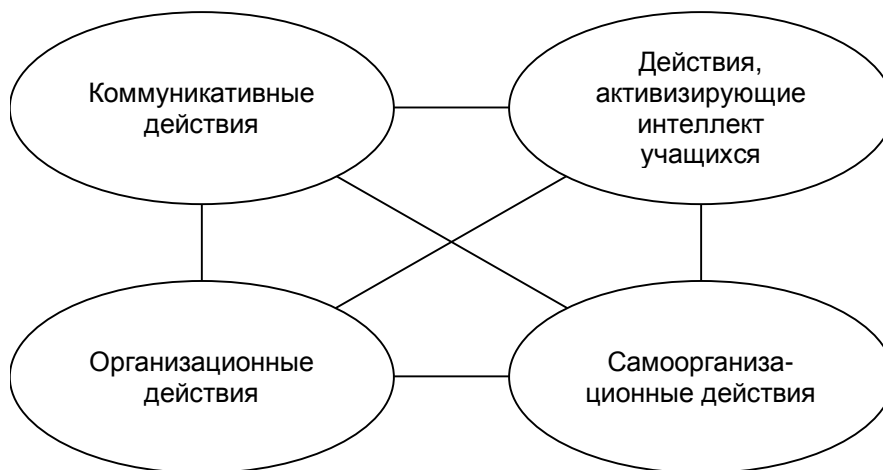 Коммуникативные
действия
Действия,
активизирующие
интеллект
учащихся
Организационные
действия
Самоорганиза-
ционные действия